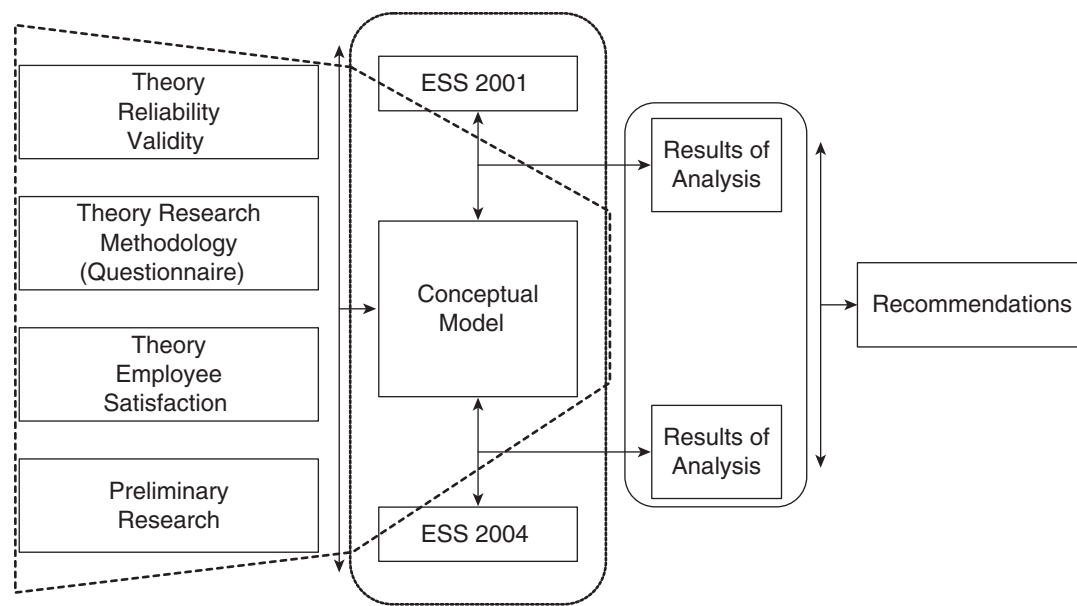 Theory
Reliability
Validity
Theory Research
Methodology
(Questionnaire)
Theory
Employee
Satisfaction
Preliminary
Research
ESS 2001
Conceptual
Model
ESS 2004
Results of
Analysis
Results of
Analysis
Recommendations